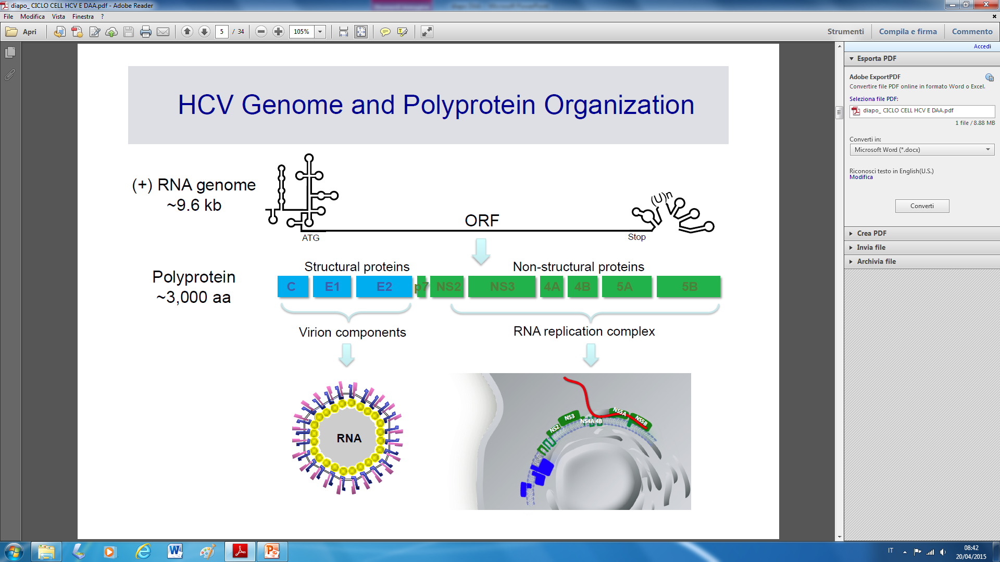 diapo_ CICLO CELL HCV E DAA.pdf - Adobe Reader
File Modifica Vista Finestra ?
Apri 5 / 34 105% Strumenti Compila e firma Commento
Accedi
Esporta PDF
Adobe ExportPDF
Convertire file PDF online in formato Word o Excel.
Seleziona file PDF:
diapo_ CICLO CELL HCV E DAA.pdf
1 file / 8.88 MB
Converti in:
Microsoft Word (*.docx)
Riconosci testo in English(U.S.)
Modifica
Converti
Crea PDF
Invia file
Archivia file
HCV Genome and Polyprotein Organization
(+) RNA genome
~9.6 kb
(U)n
ORF
ATG
Stop
Structural proteins
Non-structural proteins
Polyprotein
~3,000 aa
C E1 E2 p7 NS2 NS3 4A 4B 5A 5B
Virion components
RNA replication complex
RNA
NS2 NS3 NS4A 4B NS5A NS5B
IT
08:42
20/04/2015